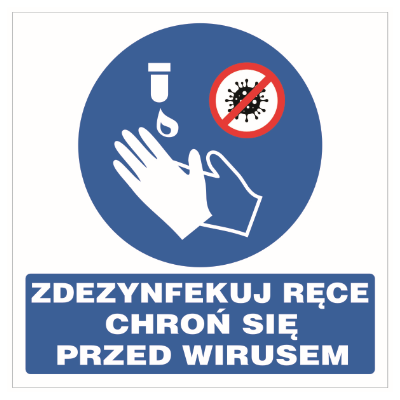 ZDEZYNFEKUJ RĘCE
CHROŃ SIĘ
PRZED WIRUSEM